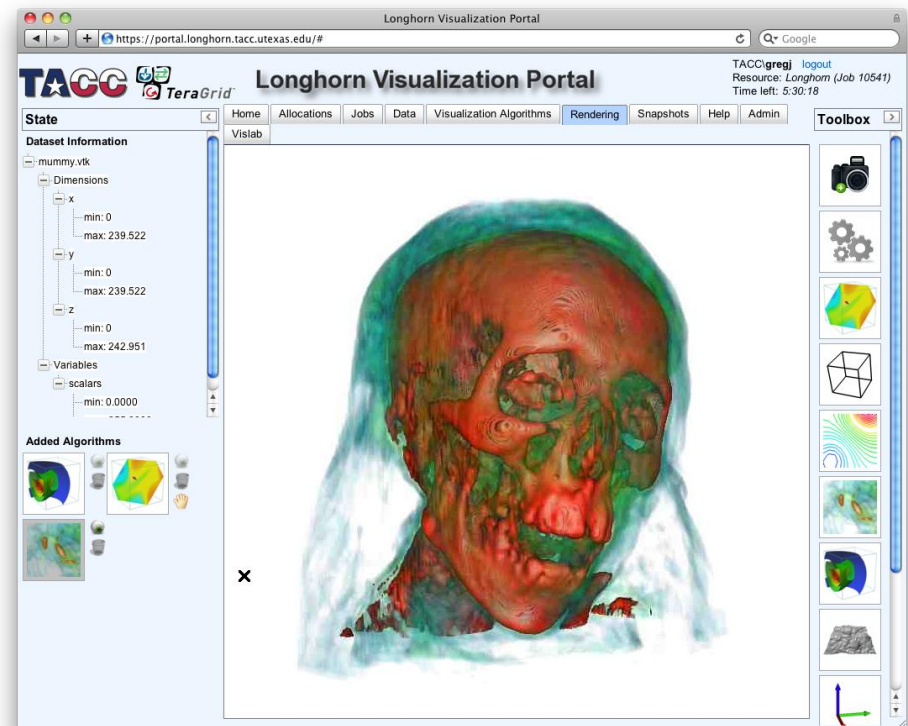 Longhorn Visualization Portal
https://portal.longhorn.tacc.utexas.edu/#
Google
TACC
TeraGrid
Longhorn Visualization Portal
TACC\gregj logout
Resource: Longhorn (Job 10541)
Time left: 5:30:18
State
Home Allocations Jobs Data Visualization Algorithms Rendering Snapshots Help Admin
Vislab
Toolbox
Dataset Information
mummy.vtk
Dimensions
x
min: 0
max: 239.522
y
min: 0
max: 239.522
z
min: 0
max: 242.951
Variables
scalars
min: 0.0000
Added Algorithms